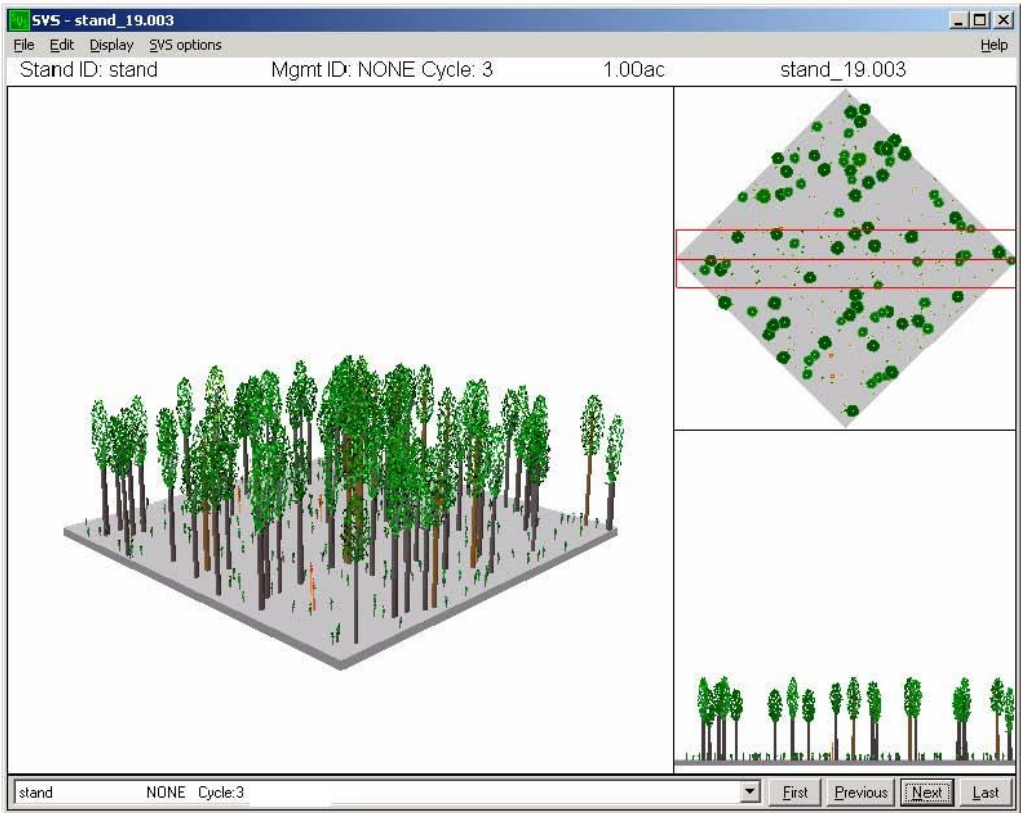 SVS - stand_19.003
File Edit Display SVS options Help
Stand ID: stand Mgmt ID: NONE Cycle: 3 1.00ac stand_19.003
stand NONE Cycle:3 First Previous Next Last